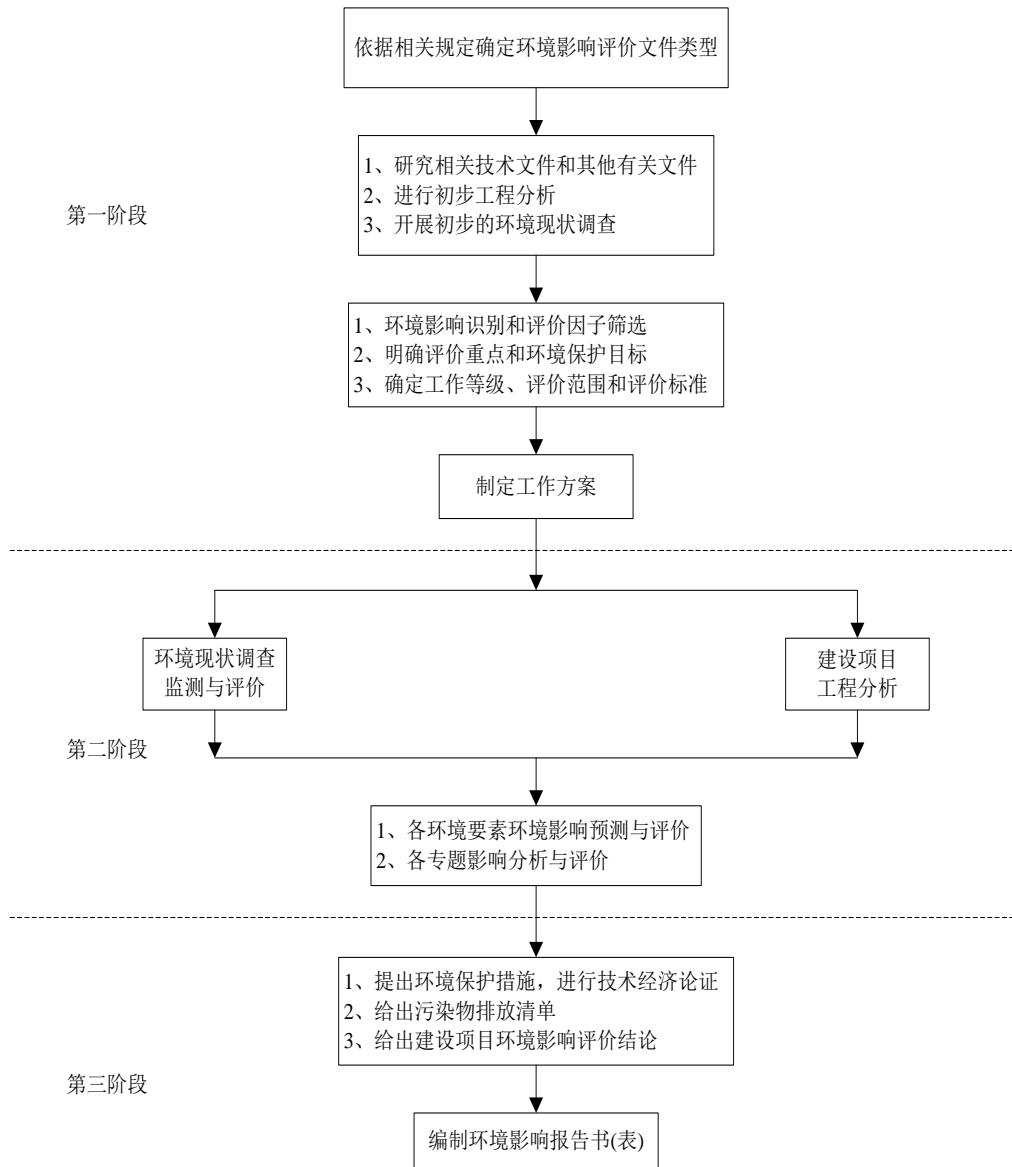 依据相关规定确定环境影响评价文件类型
1、研究相关技术文件和其他有关文件
2、进行初步工程分析
3、开展初步的环境现状调查
第一阶段
1、环境影响识别和评价因子筛选
2、明确评价重点和环境保护目标
3、确定工作等级、评价范围和评价标准
制定工作方案
环境现状调查
监测与评价
建设项目
工程分析
第二阶段
1、各环境要素环境影响预测与评价
2、各专题影响分析与评价
1、提出环境保护措施，进行技术经济论证
2、给出污染物排放清单
3、给出建设项目环境影响评价结论
第三阶段
编制环境影响报告书(表)